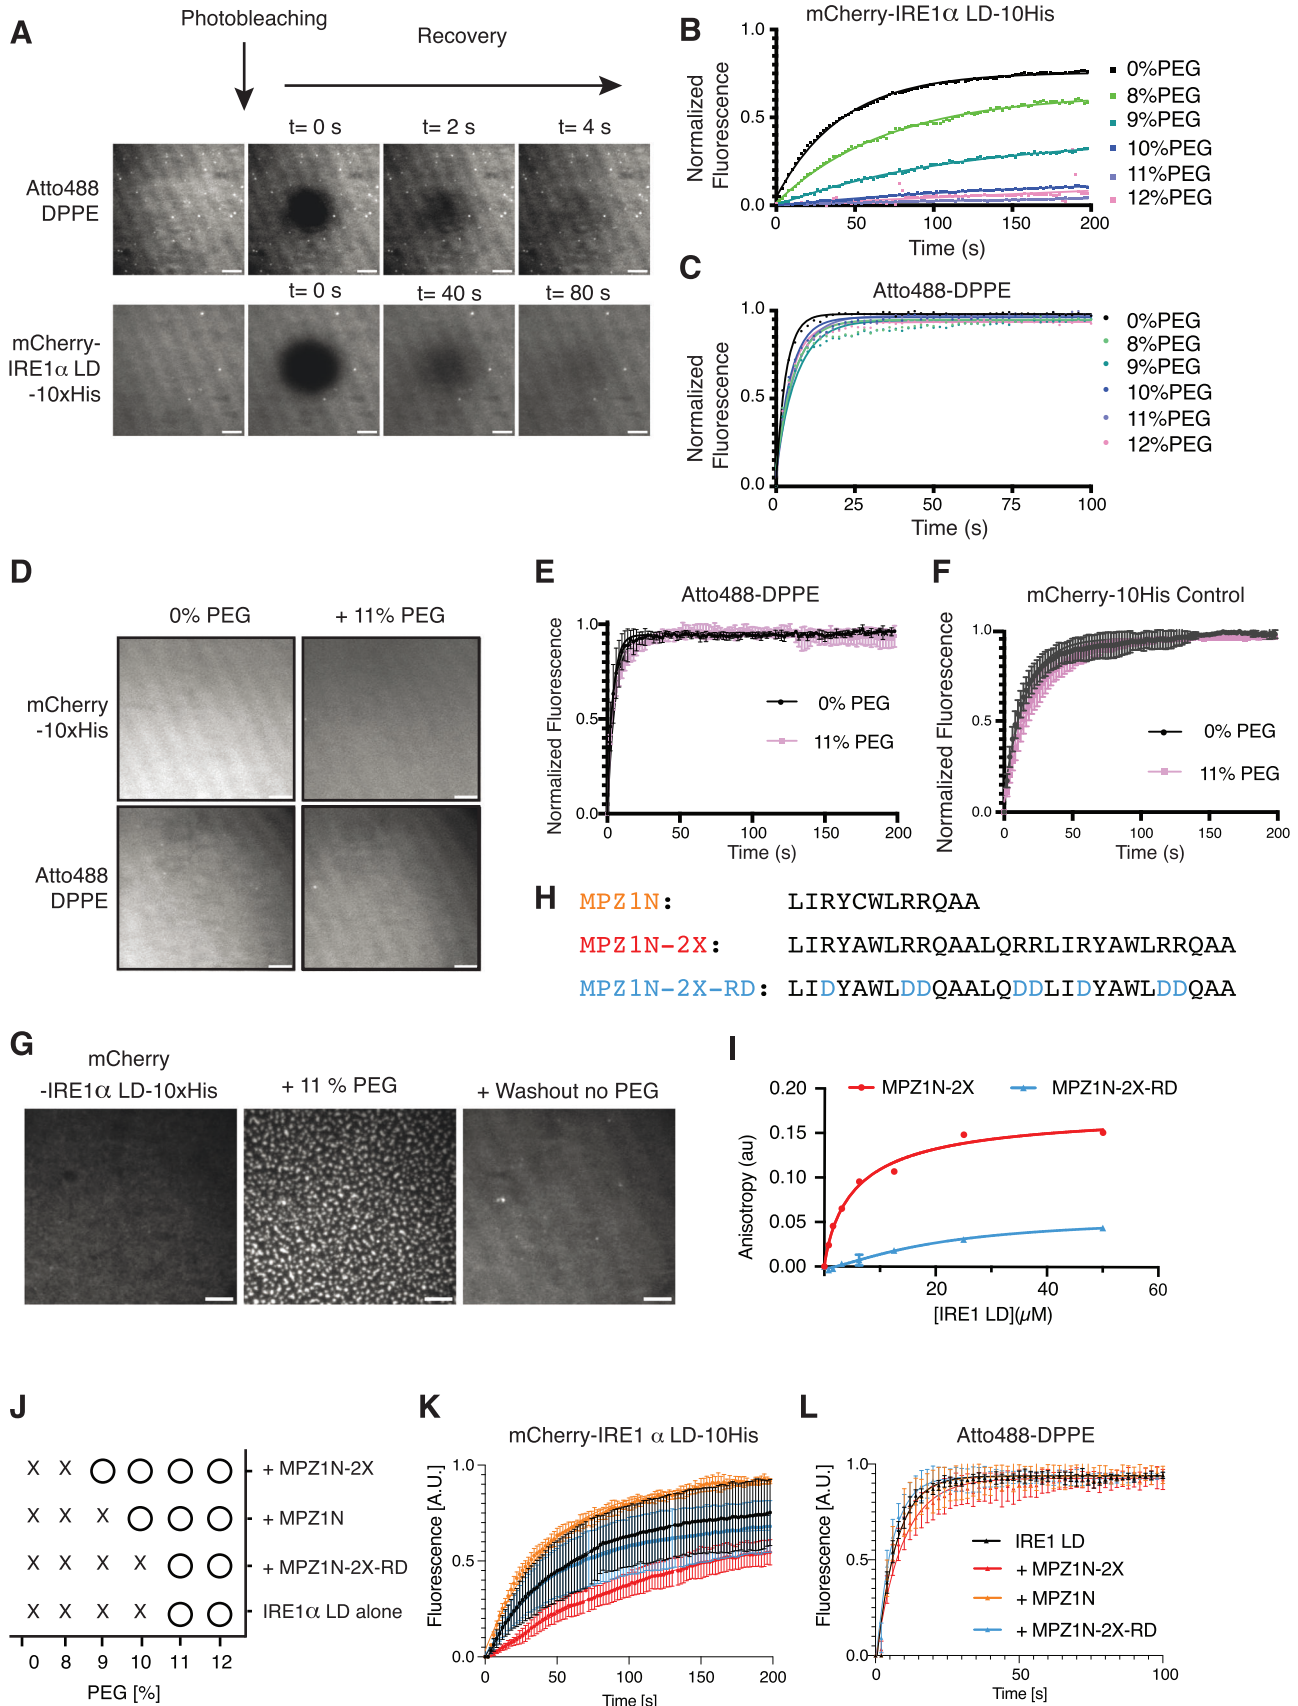 A
Photobleaching
Recovery
t= 0 s
t= 2 s
t= 4 s
Atto488
DPPE
t= 0 s
t= 40 s
t= 80 s
mCherry-
IRE1α LD
-10xHis
B
mCherry-IRE1α LD-10His
Normalized
Fluorescence
1.0
0.5
0.0
0
50
100
150
200
Time (s)
0%PEG
8%PEG
9%PEG
10%PEG
11%PEG
12%PEG
C
Atto488-DPPE
Normalized
Fluorescence
1.0
0.5
0.0
0
25
50
75
100
Time (s)
0%PEG
8%PEG
9%PEG
10%PEG
11%PEG
12%PEG
D
0% PEG
+ 11% PEG
mCherry
-10xHis
Atto488
DPPE
E
Atto488-DPPE
Normalized Fluorescence
1.0
0.5
0.0
0
50
100
150
200
Time (s)
0% PEG
11% PEG
F
mCherry-10His Control
Normalized Fluorescence
1.0
0.5
0.0
0
50
100
150
200
Time (s)
0% PEG
11% PEG
H
MPZ1N: LIRYCWLRRQAA
MPZ1N-2X: LIRYAWLRRQAALQRRLIRYAWLRRQAA
MPZ1N-2X-RD: LIDYAWLDDQAALQDDLIDYAWLDDQAA
G
mCherry
-IRE1α LD-10xHis
+ 11 % PEG
+ Washout no PEG
I
Anisotropy (au)
0.20
0.15
0.10
0.05
0.00
20
40
60
[IRE1 LD](µM)
MPZ1N-2X
MPZ1N-2X-RD
J
X X O O O O + MPZ1N-2X
X X X O O O + MPZ1N
X X X X O O + MPZ1N-2X-RD
X X X X O O IRE1α LD alone
0 8 9 10 11 12
PEG [%]
K
mCherry-IRE1 α LD-10His
Fluorescence [A.U.]
1.0
0.5
0.0
0
50
100
150
200
Time [s]
L
Atto488-DPPE
Fluorescence [A.U.]
1.0
0.5
0.0
0
50
100
Time [s]
IRE1 LD
+ MPZ1N-2X
+ MPZ1N
+ MPZ1N-2X-RD